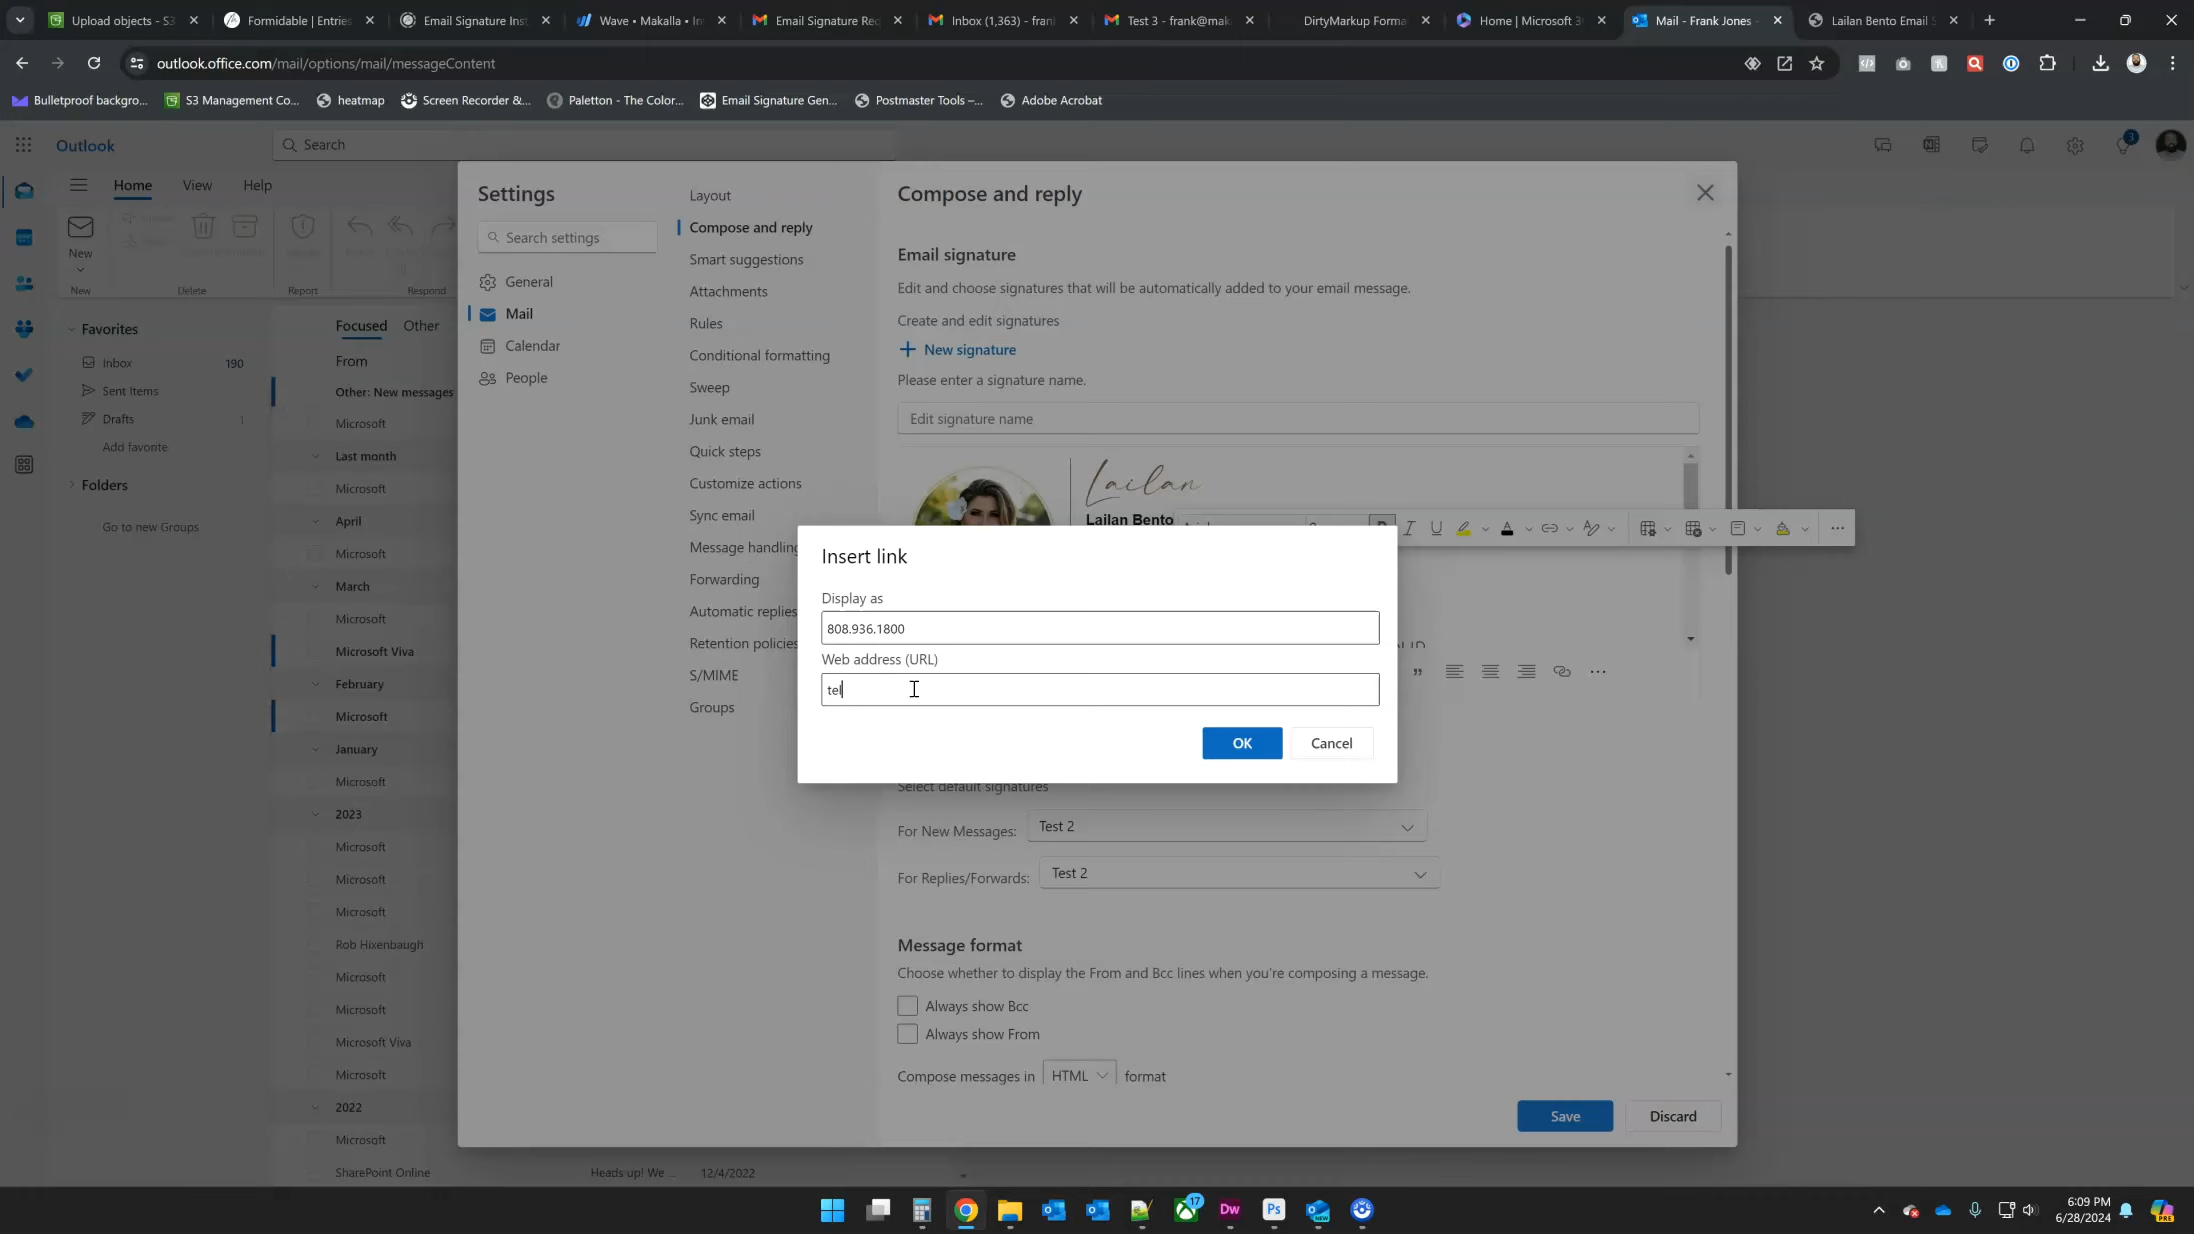 Upload objects - S3
Formidable | Entries
Email Signature Inst
Wave • Makalla • In
Email Signature Req
Inbox (1,363) - fran
Test 3 - frank@mak
DirtyMarkup Forma
Home | Microsoft 3
Mail - Frank Jones -
Lailan Bento Email S
outlook.office.com/mail/options/mail/messageContent
Bulletproof backgro...
S3 Management Co...
heatmap
Screen Recorder &...
Paletton - The Color...
Email Signature Gen...
Postmaster Tools –...
Adobe Acrobat
Outlook
Search
3
Home
View
Help
New
New
Delete
Report
Respond
Favorites
Inbox
190
Sent Items
Drafts
1
Add favorite
Folders
Go to new Groups
Focused
Other
From
Other: New messages
Microsoft
Last month
Microsoft
April
Microsoft
March
Microsoft
Microsoft Viva
February
Microsoft
January
Microsoft
2023
Microsoft
Microsoft
Microsoft
Rob Hixenbaugh
Microsoft
Microsoft
Microsoft Viva
Microsoft
2022
Microsoft
SharePoint Online
Heads up! We ...
12/4/2022
Settings
Search settings
General
Mail
Calendar
People
Layout
Compose and reply
Smart suggestions
Attachments
Rules
Conditional formatting
Sweep
Junk email
Quick steps
Customize actions
Sync email
Message handling
Forwarding
Automatic replies
Retention policies
S/MIME
Groups
Compose and reply
Email signature
Edit and choose signatures that will be automatically added to your email message.
Create and edit signatures
New signature
Please enter a signature name.
Edit signature name
Lailan
Lailan Bento
Insert link
Display as
808.936.1800
Web address (URL)
tel
OK
Cancel
Select default signatures
For New Messages:
Test 2
For Replies/Forwards:
Test 2
Message format
Choose whether to display the From and Bcc lines when you're composing a message.
Always show Bcc
Always show From
Compose messages in
HTML
format
Save
Discard
17
Dw
Ps
NEW
6:09 PM
6/28/2024
PRE